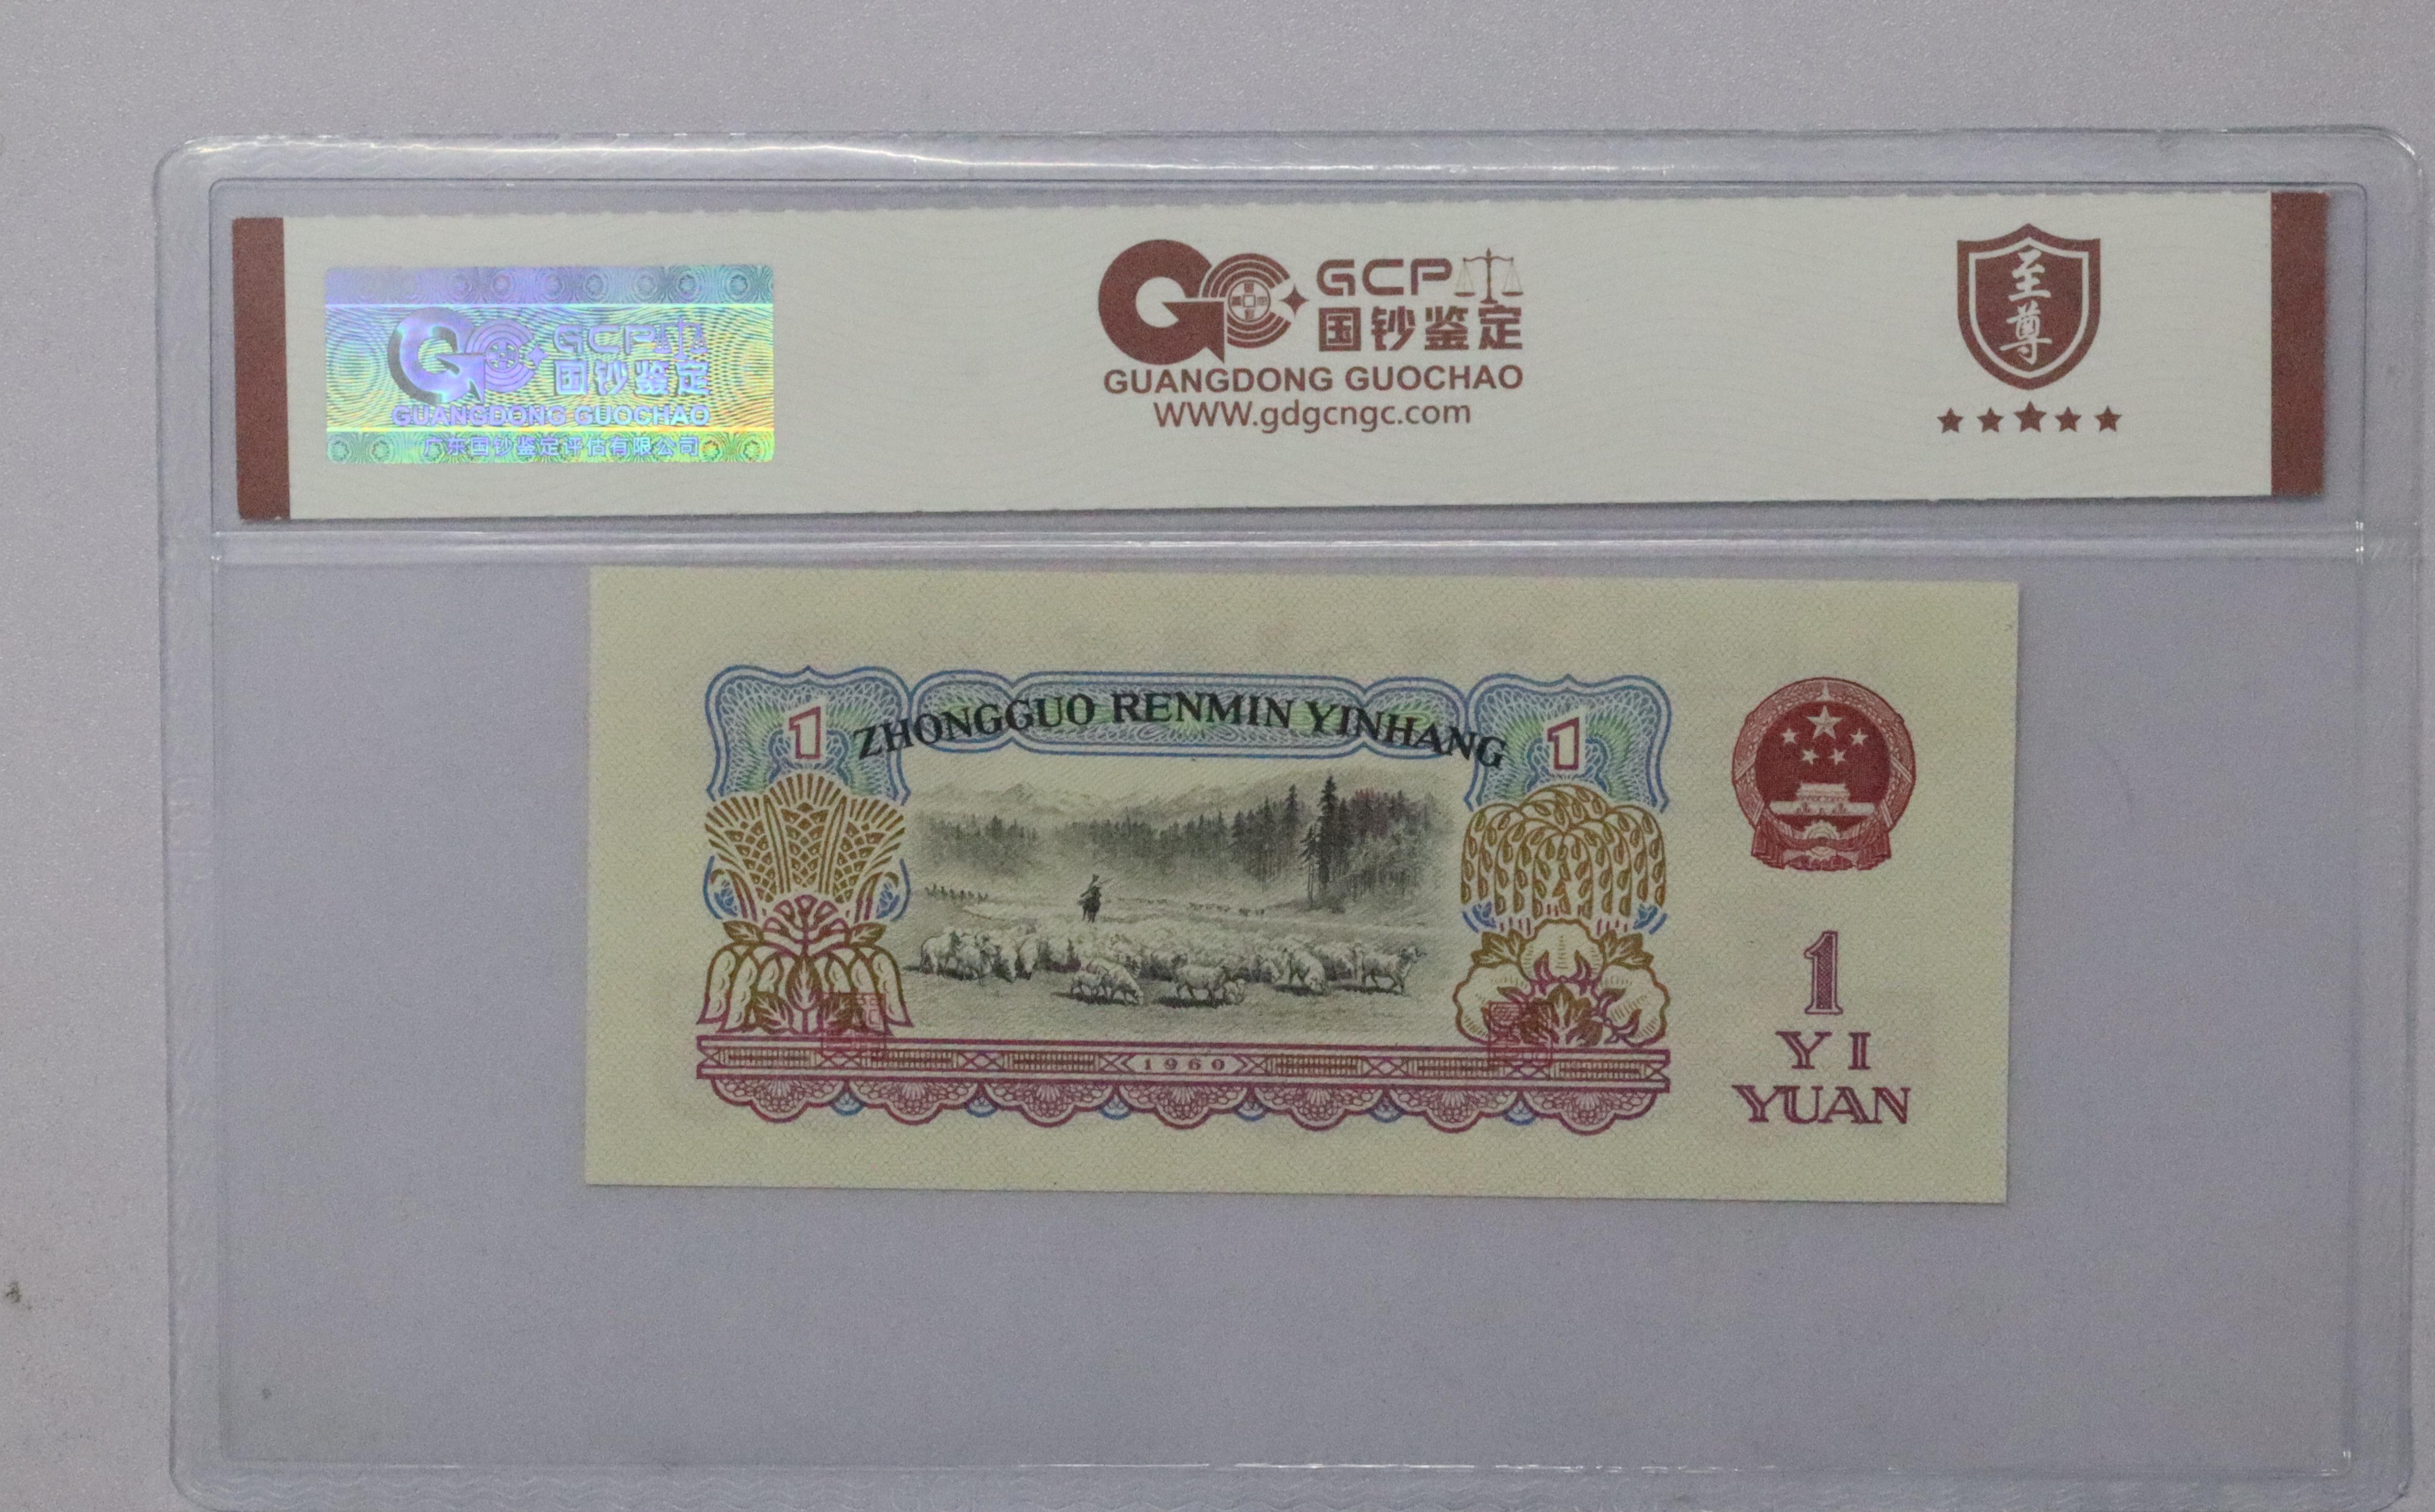 GCP
国钞鉴定
GUANGDONG GUOCHAO
广东国钞鉴定评估有限公司
GCP
国钞鉴定
GUANGDONG GUOCHAO
WWW.gdgcngc.com
至尊
1 ZHONGGUO RENMIN YINHANG 1
1960
1
YI
YUAN